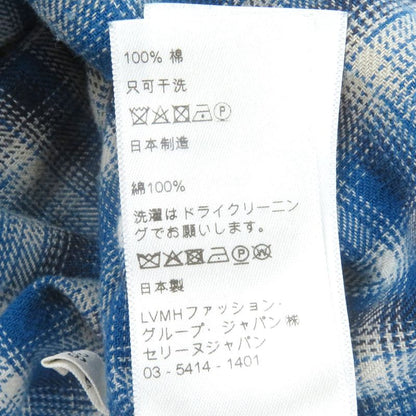 100% 棉
只可干洗
日本制造
綿100%
洗濯はドライクリーニン
グでお願いします。
日本製
LVMHファッション・
グループ・ジャパン㈱
セリーヌジャパン
03 - 5414 - 1401